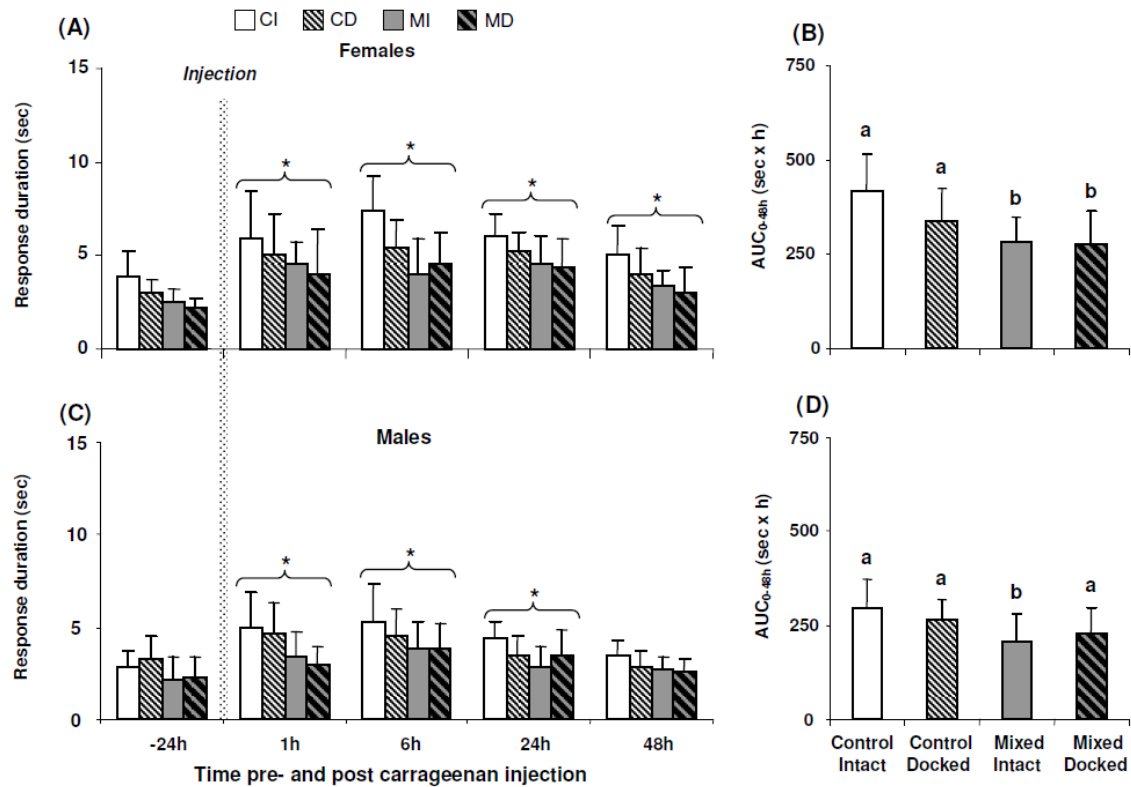 CI CD MI MD
(A)
Females
Injection
Response duration (sec)
15
10
5
0
*
*
*
*
(B)
AUC0-48h (sec x h)
750
500
250
0
a
a
b
b
(C)
Males
Response duration (sec)
15
10
5
0
*
*
*
-24h 1h 6h 24h 48h
Time pre- and post carrageenan injection
(D)
AUC0-48h (sec x h)
750
500
250
0
a
a
b
a
Control Control Mixed Mixed
Intact Docked Intact Docked